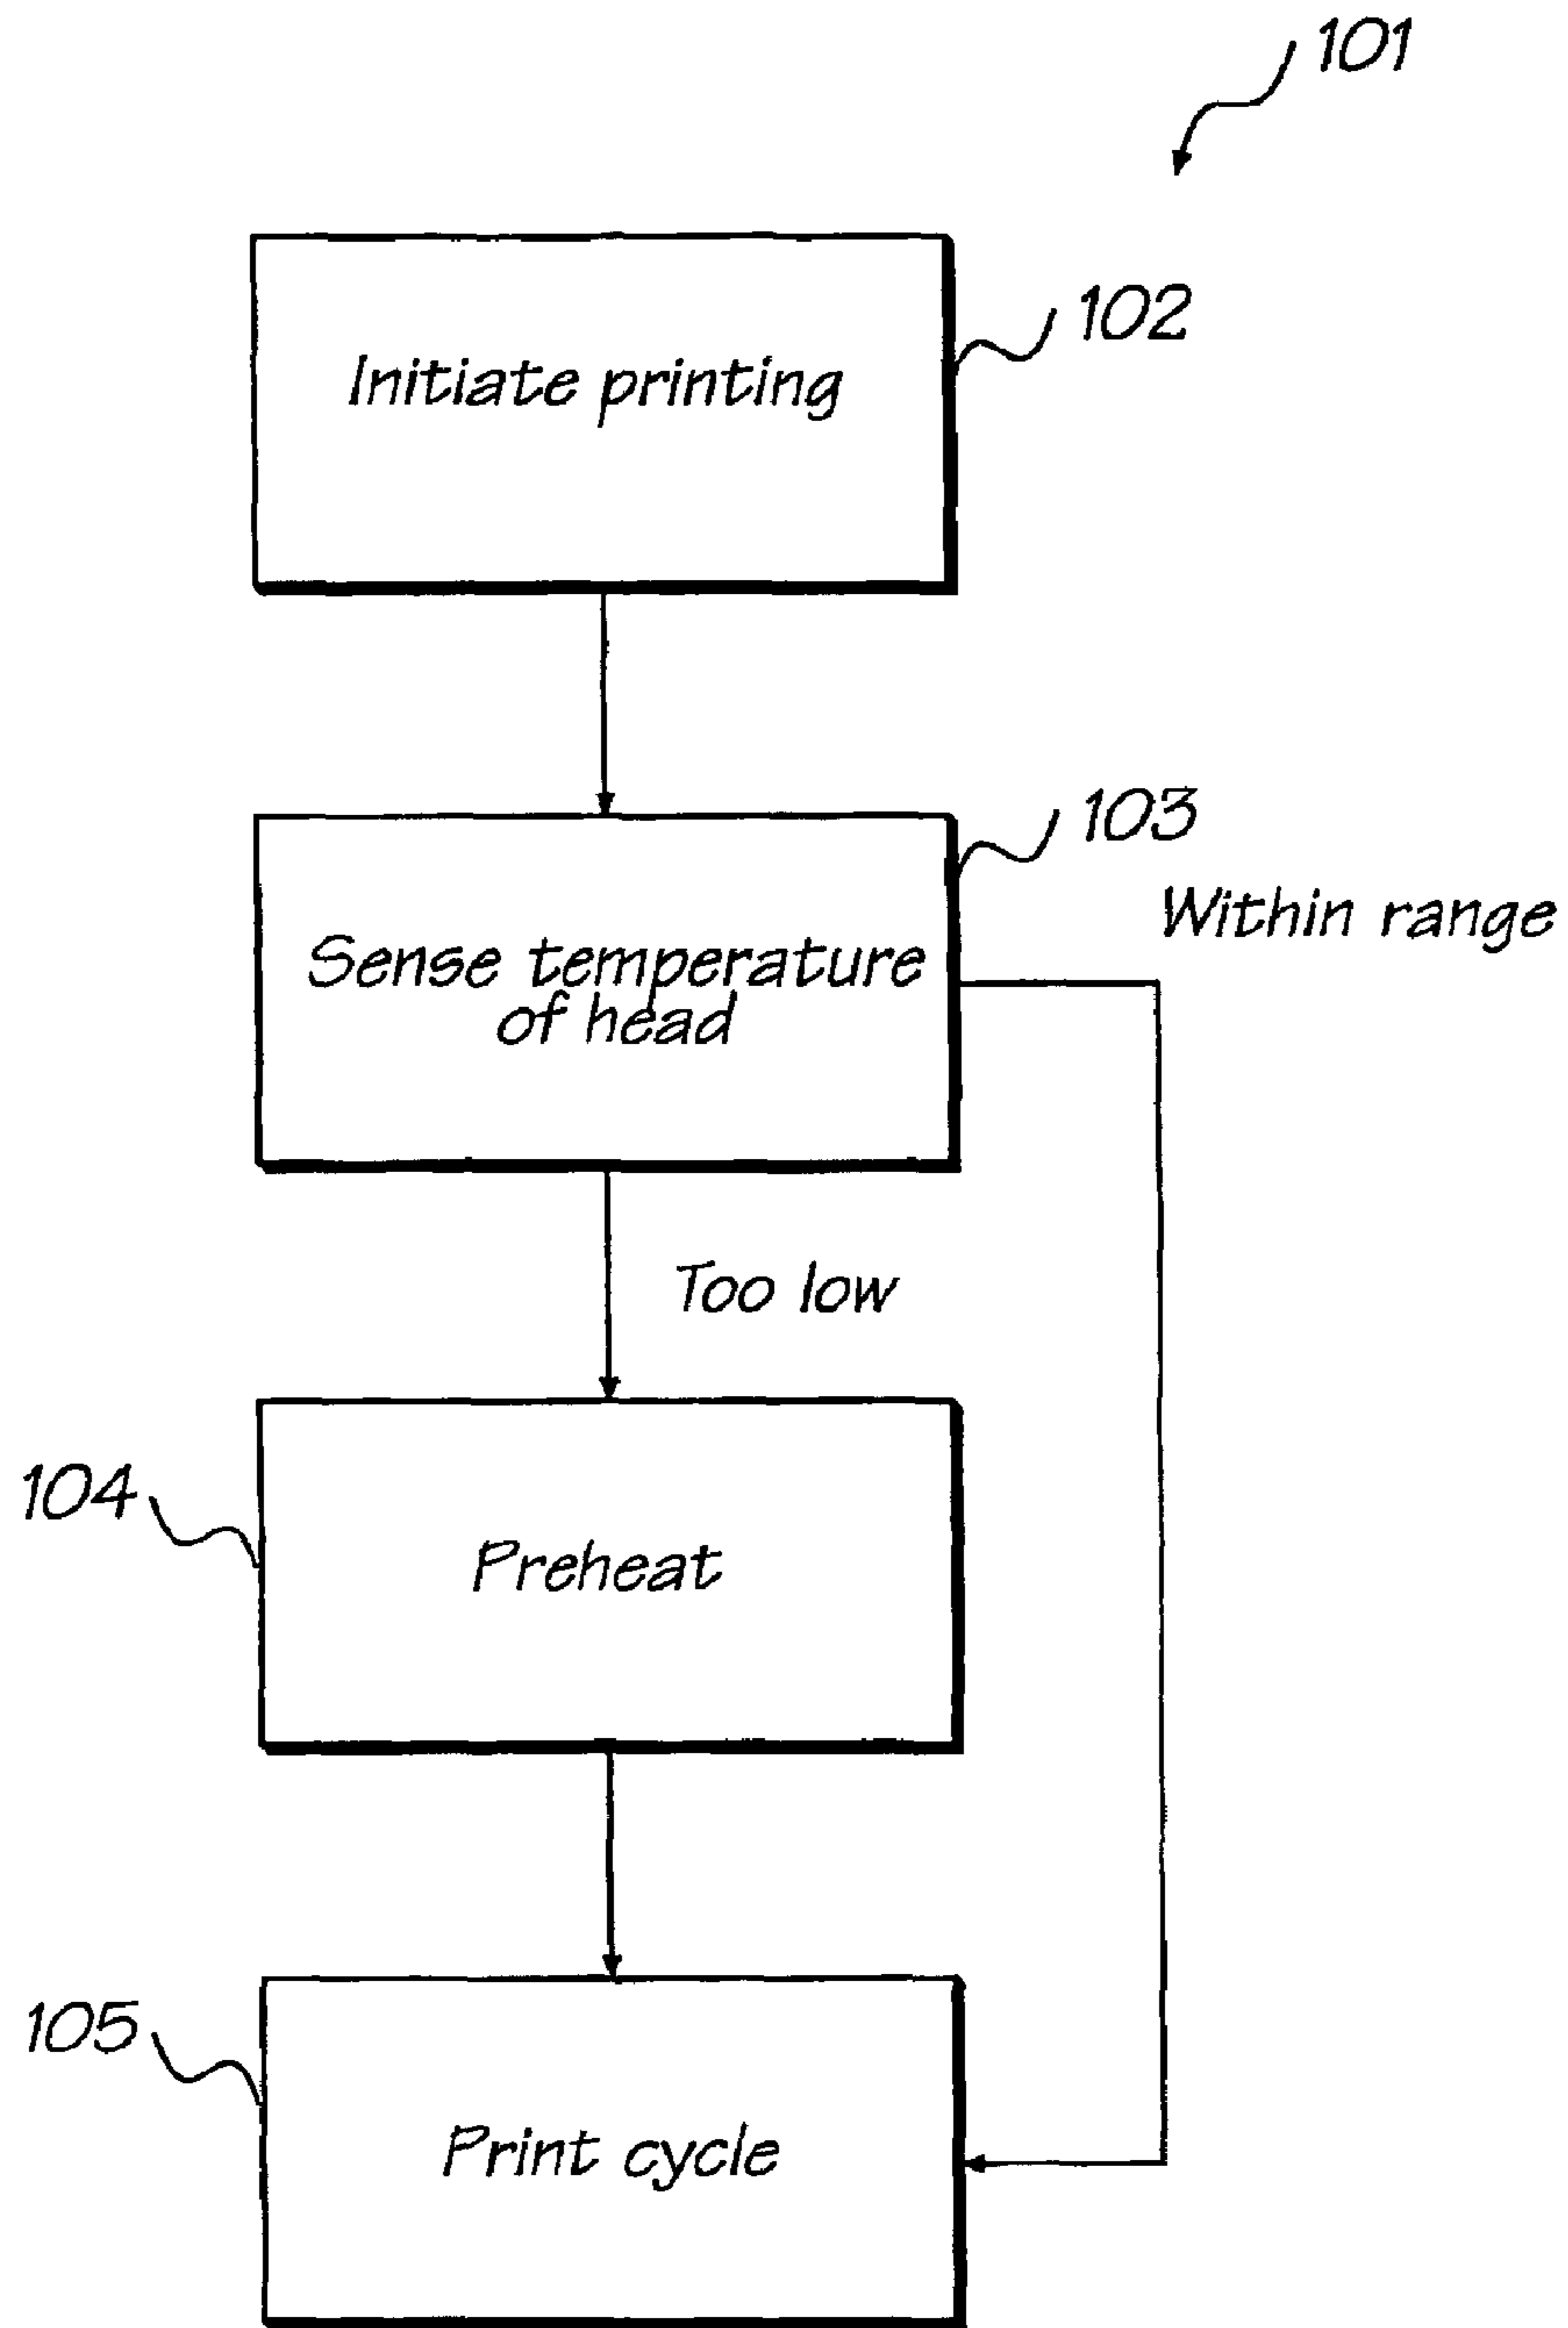 101
Initiate printing
102
103
Within range
Sense temperature
of head
Too low
104
Preheat
105
Print cycle